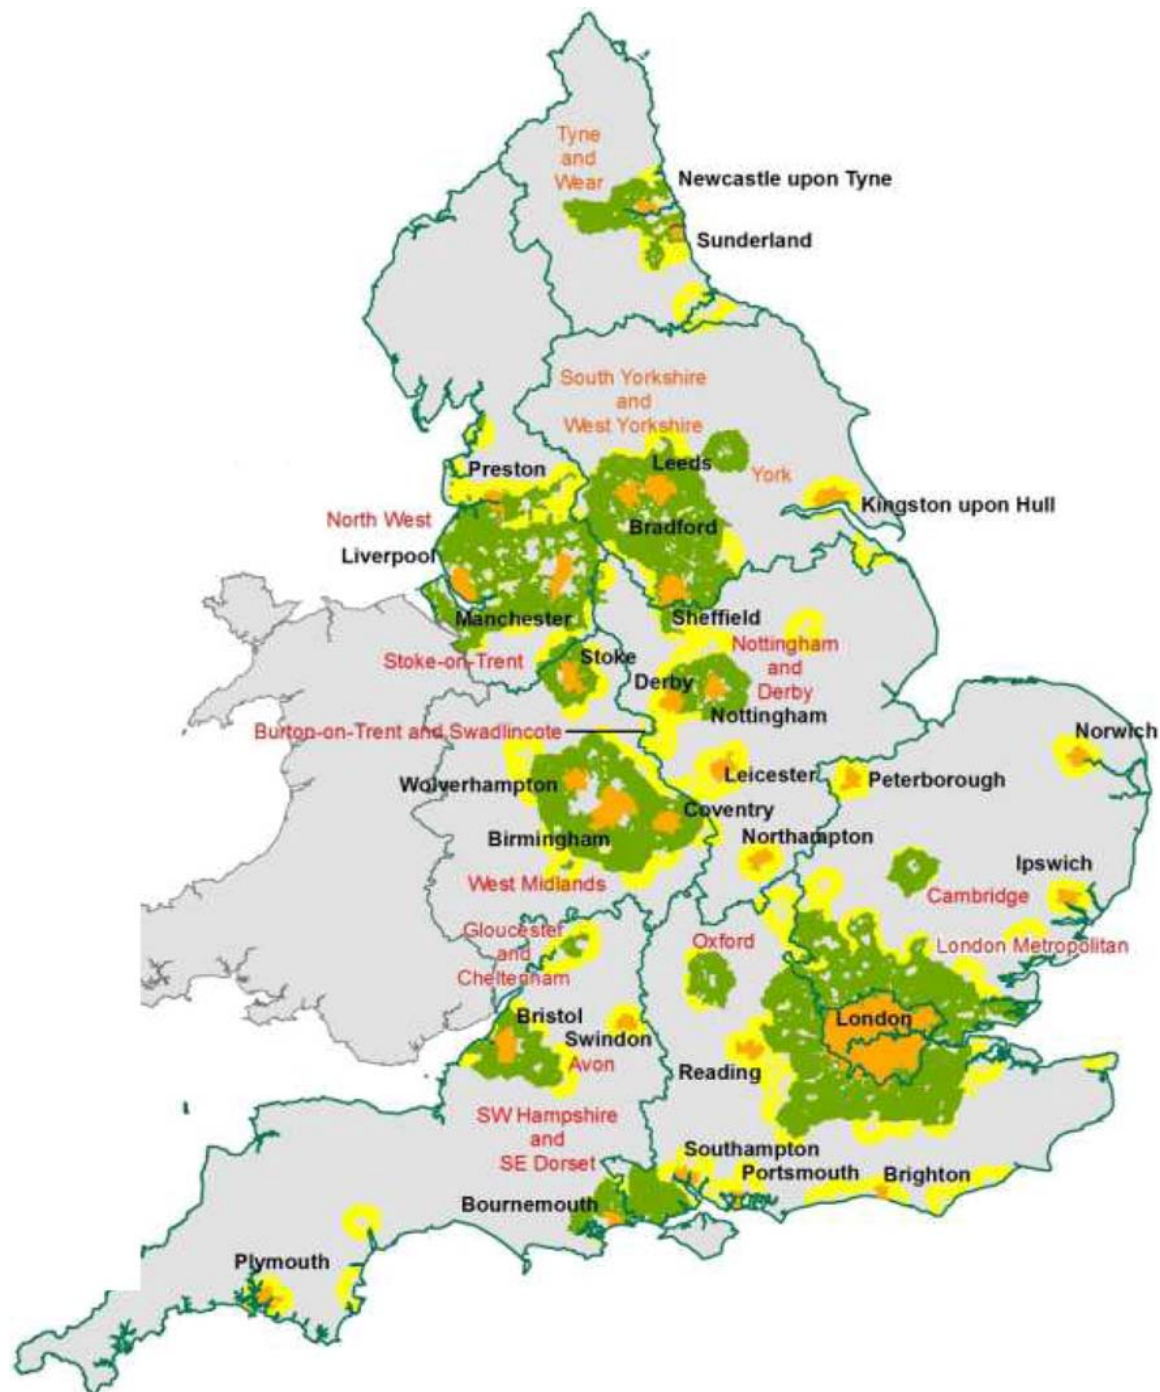 Tyne
and
Wear
Newcastle upon Tyne
Sunderland
South Yorkshire
and
West Yorkshire
Preston
Leeds
York
Kingston upon Hull
North West
Bradford
Liverpool
Manchester
Sheffield
Stoke-on-Trent
Stoke
Nottingham
and
Derby
Derby
Nottingham
Burton-on-Trent and Swadlincote
Norwich
Wolverhampton
Leicester
Peterborough
Coventry
Birmingham
Northampton
Ipswich
West Midlands
Cambridge
Gloucester
and
Cheltenham
Oxford
London Metropolitan
Bristol
Swindon
London
Avon
Reading
SW Hampshire
and
SE Dorset
Southampton
Portsmouth
Brighton
Bournemouth
Plymouth